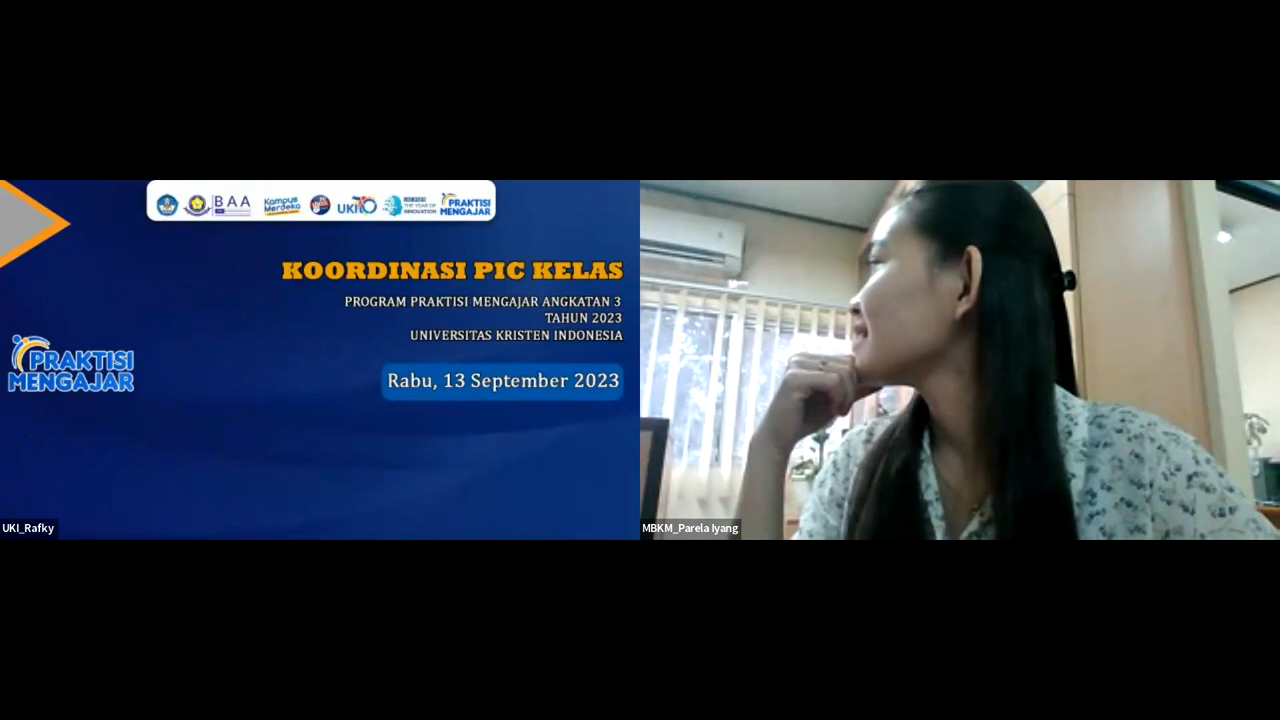 BAA
Kampus
Merdeka
UKI70
THE YEAR OF
INNOVATION
PRAKTISI
MENGAJAR
KOORDINASI PIC KELAS
PROGRAM PRAKTISI MENGAJAR ANGKATAN 3
TAHUN 2023
UNIVERSITAS KRISTEN INDONESIA
PRAKTISI
MENGAJAR
Rabu, 13 September 2023
UKI_Rafky
MBKM_Parela Iyang